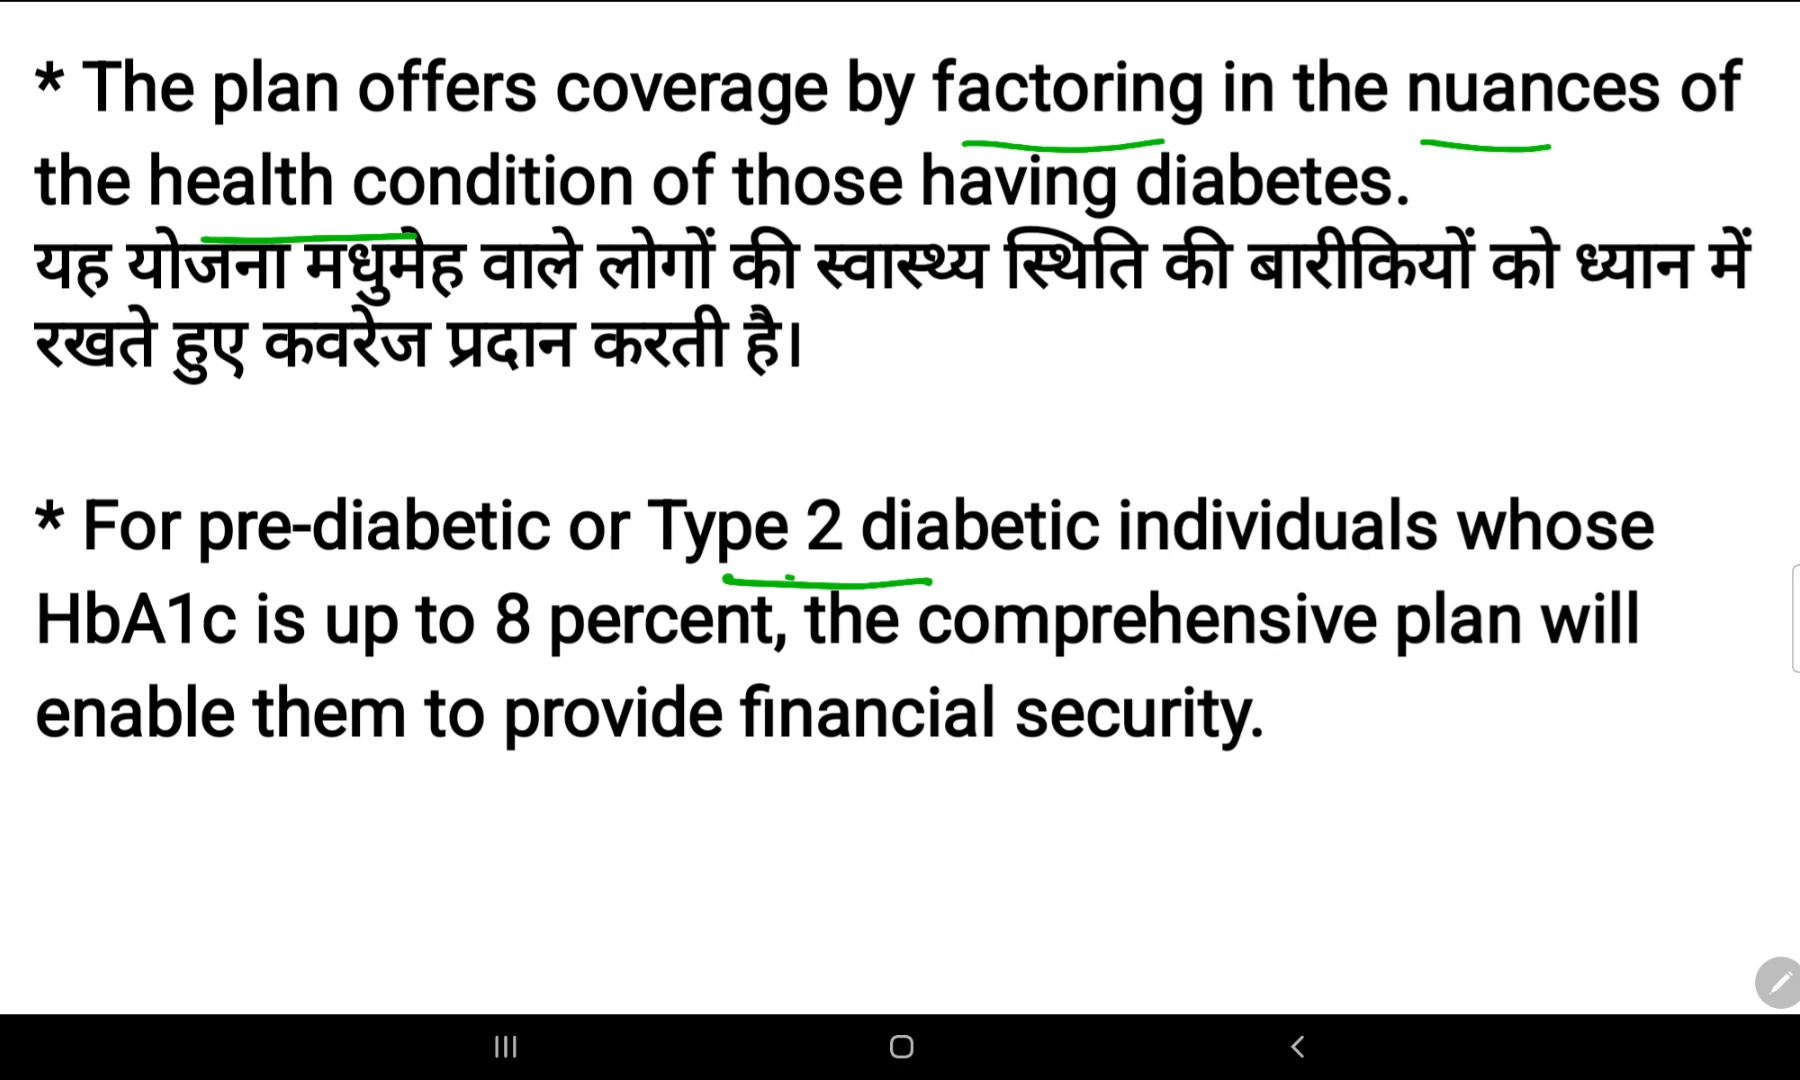 * The plan offers coverage by factoring in the nuances of
the health condition of those having diabetes.
यह योजना मधुमेह वाले लोगों की स्वास्थ्य स्थिति की बारीकियों को ध्यान में
रखते हुए कवरेज प्रदान करती है।
* For pre-diabetic or Type 2 diabetic individuals whose
HbA1c is up to 8 percent, the comprehensive plan will
enable them to provide financial security.